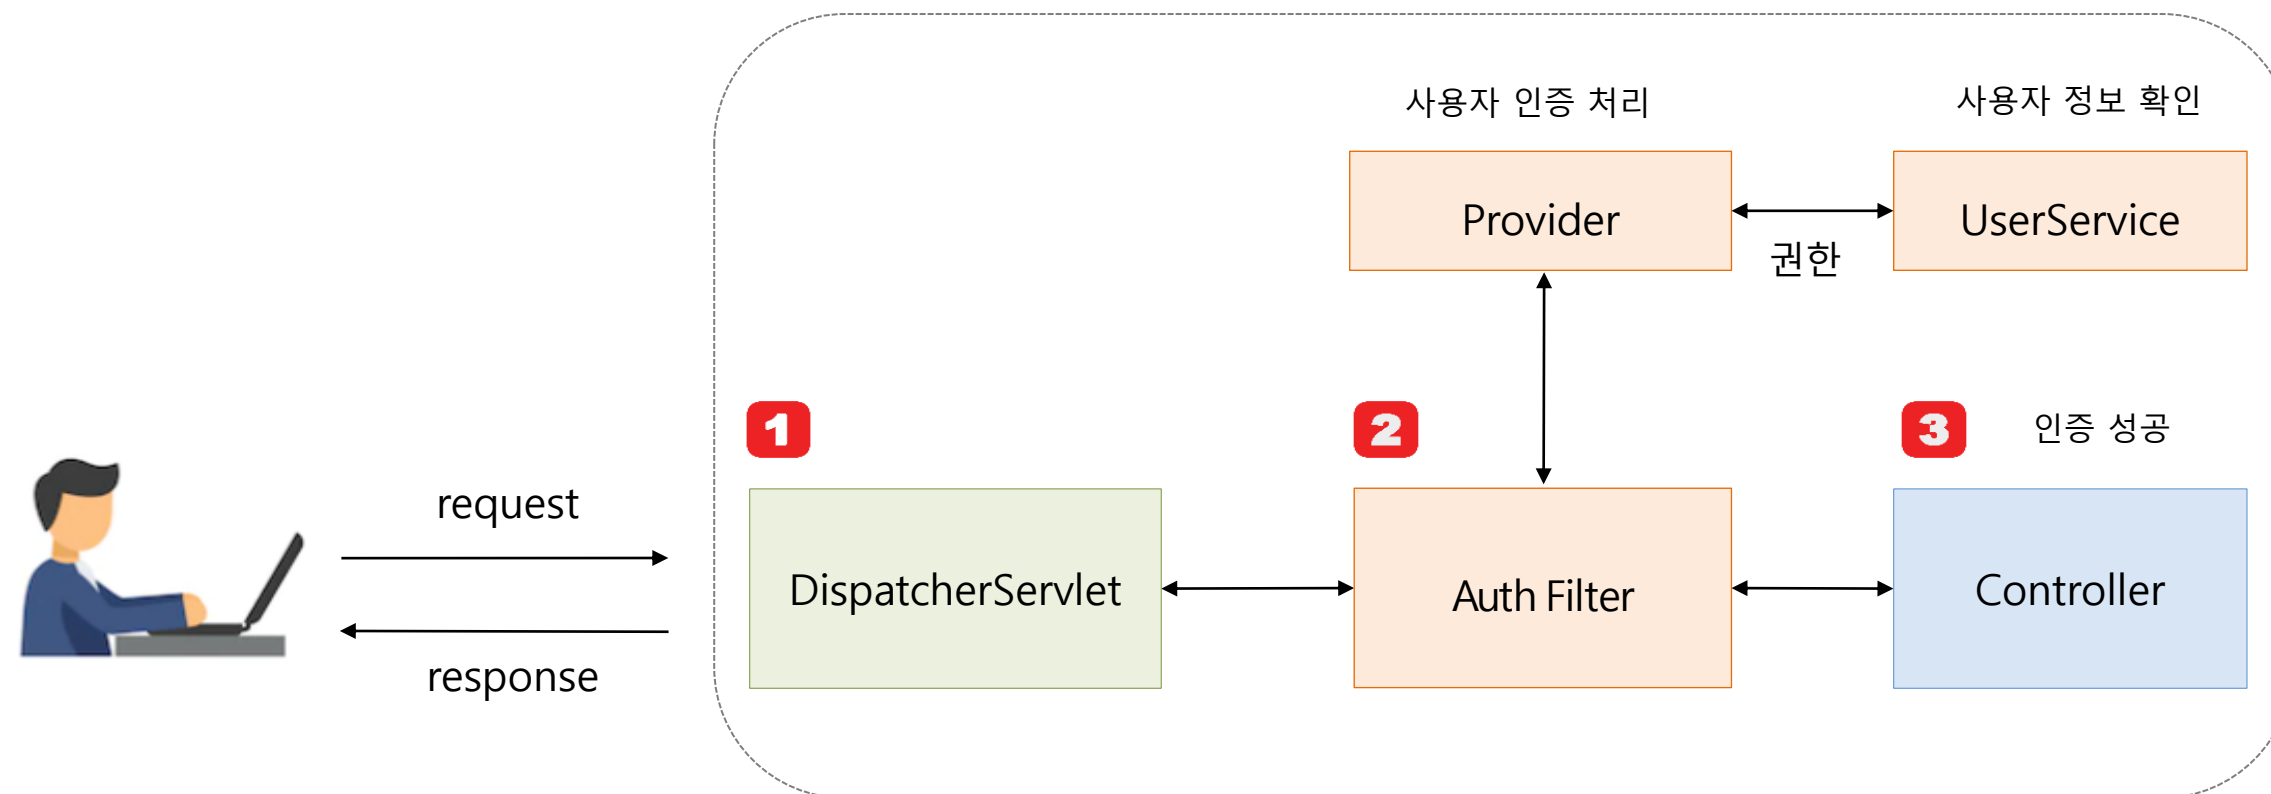 사용자 인증 처리
사용자 정보 확인
Provider
UserService
권한
1
2
3
인증 성공
request
DispatcherServlet
Auth Filter
Controller
response